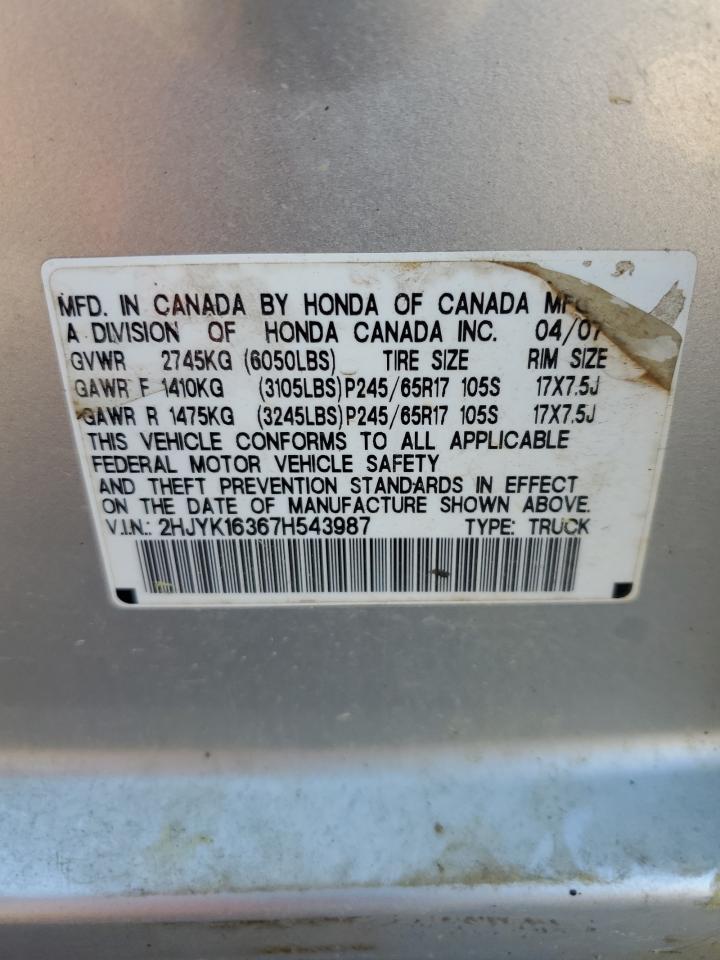 MFD. IN CANADA BY HONDA OF CANADA
A DIVISION OF HONDA CANADA INC. 04/07
GVWR 2745KG (6050LBS) TIRE SIZE RIM SIZE
GAWR F 1410KG (3105LBS) P245/65R17 105S 17X7.5J
GAWR R 1475KG (3245LBS) P245/65R17 105S 17X7.5J
THIS VEHICLE CONFORMS TO ALL APPLICABLE
FEDERAL MOTOR VEHICLE SAFETY
AND THEFT PREVENTION STANDARDS IN EFFECT
ON THE DATE OF MANUFACTURE SHOWN ABOVE.
V.I.N.: 2HJYK16367H543987 TYPE: TRUCK